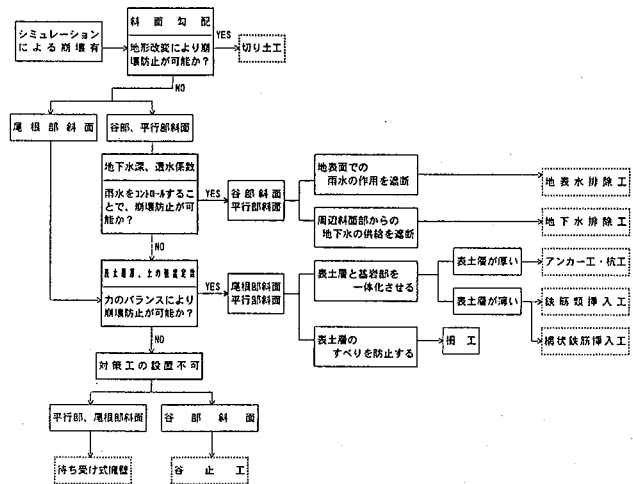 斜面勾配
シミュレーション
による崩壊有
地形改変により崩
壊防止が可能か?
YES
切り土工
NO
尾根部斜面
谷部、平行部斜面
地下水深、透水係数
雨水をコントロールするこ
とで、崩壊防止が可
能か?
YES
谷部斜面
平行部斜面
地表面での
雨水の作用を遮断
地表水排除工
周辺斜面部からの
地下水の供給を遮断
地下水排除工
NO
表土層厚、土の強度定数
力のバランスにより
崩壊防止が可能か?
YES
尾根部斜面
平行部斜面
表土層と基岩部を
一体化させる
表土層が厚い
アンカー工・杭工
表土層が薄い
鉄筋類挿入工
網状鉄筋挿入工
表土層の
すべりを防止する
柵工
NO
対策工の設置不可
平行部、尾根部斜面
谷部斜面
待ち受け式擁壁
谷止工